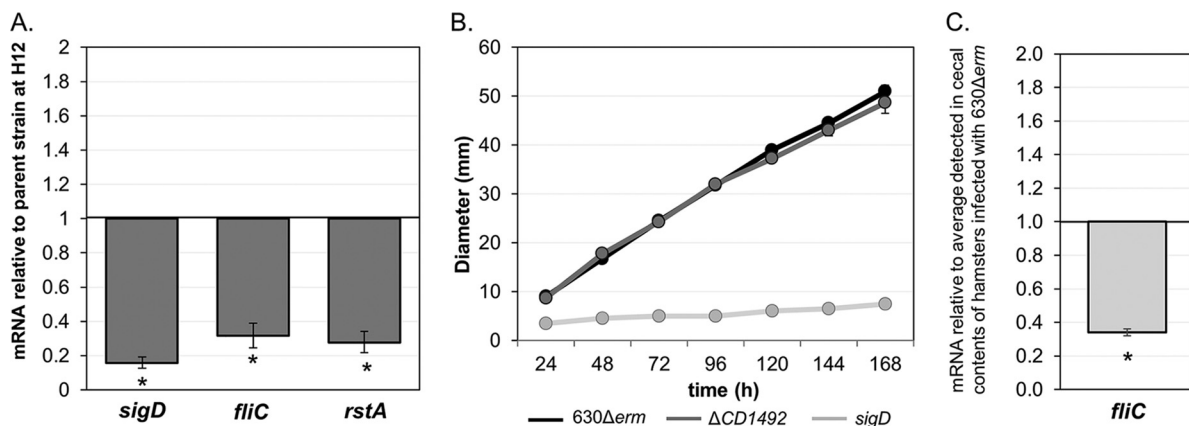 A.
mRNA relative to parent strain at H12
2
1.8
1.6
1.4
1.2
1
0.8
0.6
0.4
0.2
0
*
*
*
sigD
fliC
rstA
B.
Diameter (mm)
60
50
40
30
20
10
0
24
48
72
96
120
144
168
time (h)
630Δerm
ΔCD1492
sigD
C.
mRNA relative to average detected in cecal
contents of hamsters infected with 630Δerm
2.0
1.8
1.6
1.4
1.2
1.0
0.8
0.6
0.4
0.2
0.0
*
fliC